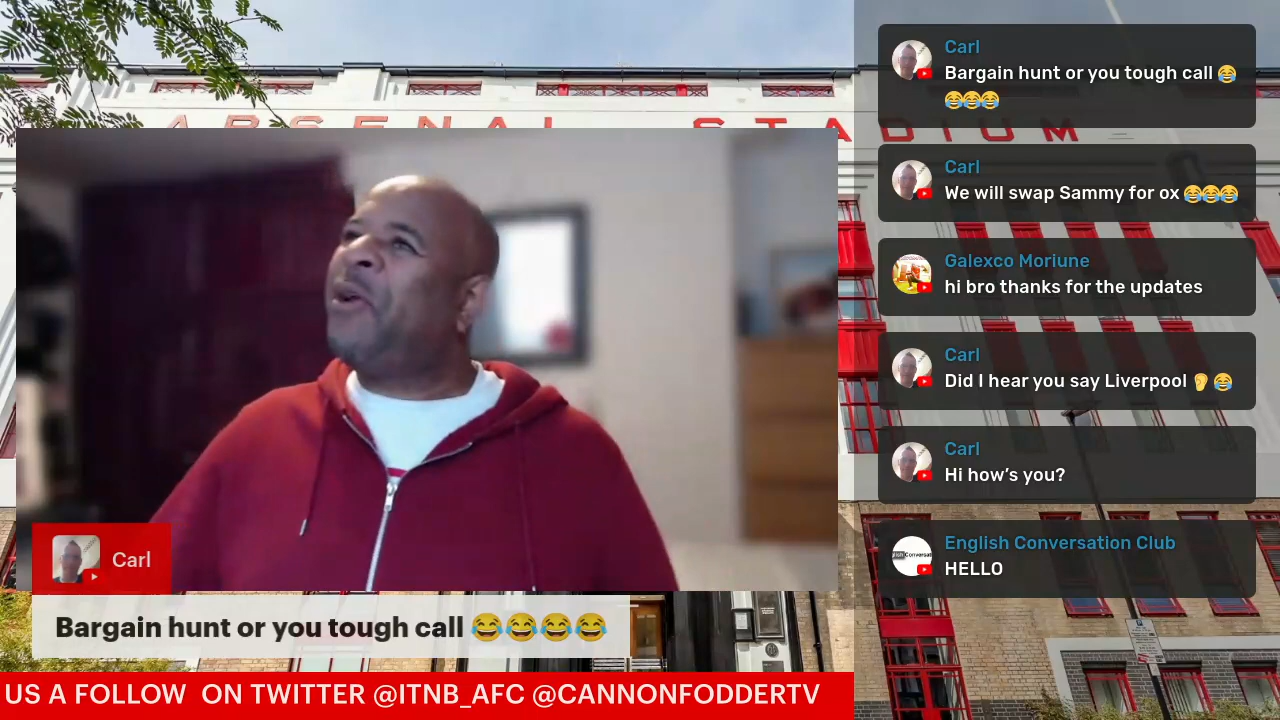 ARSENAL STADIUM
Carl
Bargain hunt or you tough call 😂
😂😂😂
Carl
We will swap Sammy for ox 😂😂😂
Galexco Moriune
hi bro thanks for the updates
Carl
Did I hear you say Liverpool 👂😂
Carl
Hi how's you?
English Conversation Club
HELLO
Carl
Bargain hunt or you tough call 😂😂😂😂
US A FOLLOW ON TWITTER @ITNB_AFC @CANNONFODDERTV